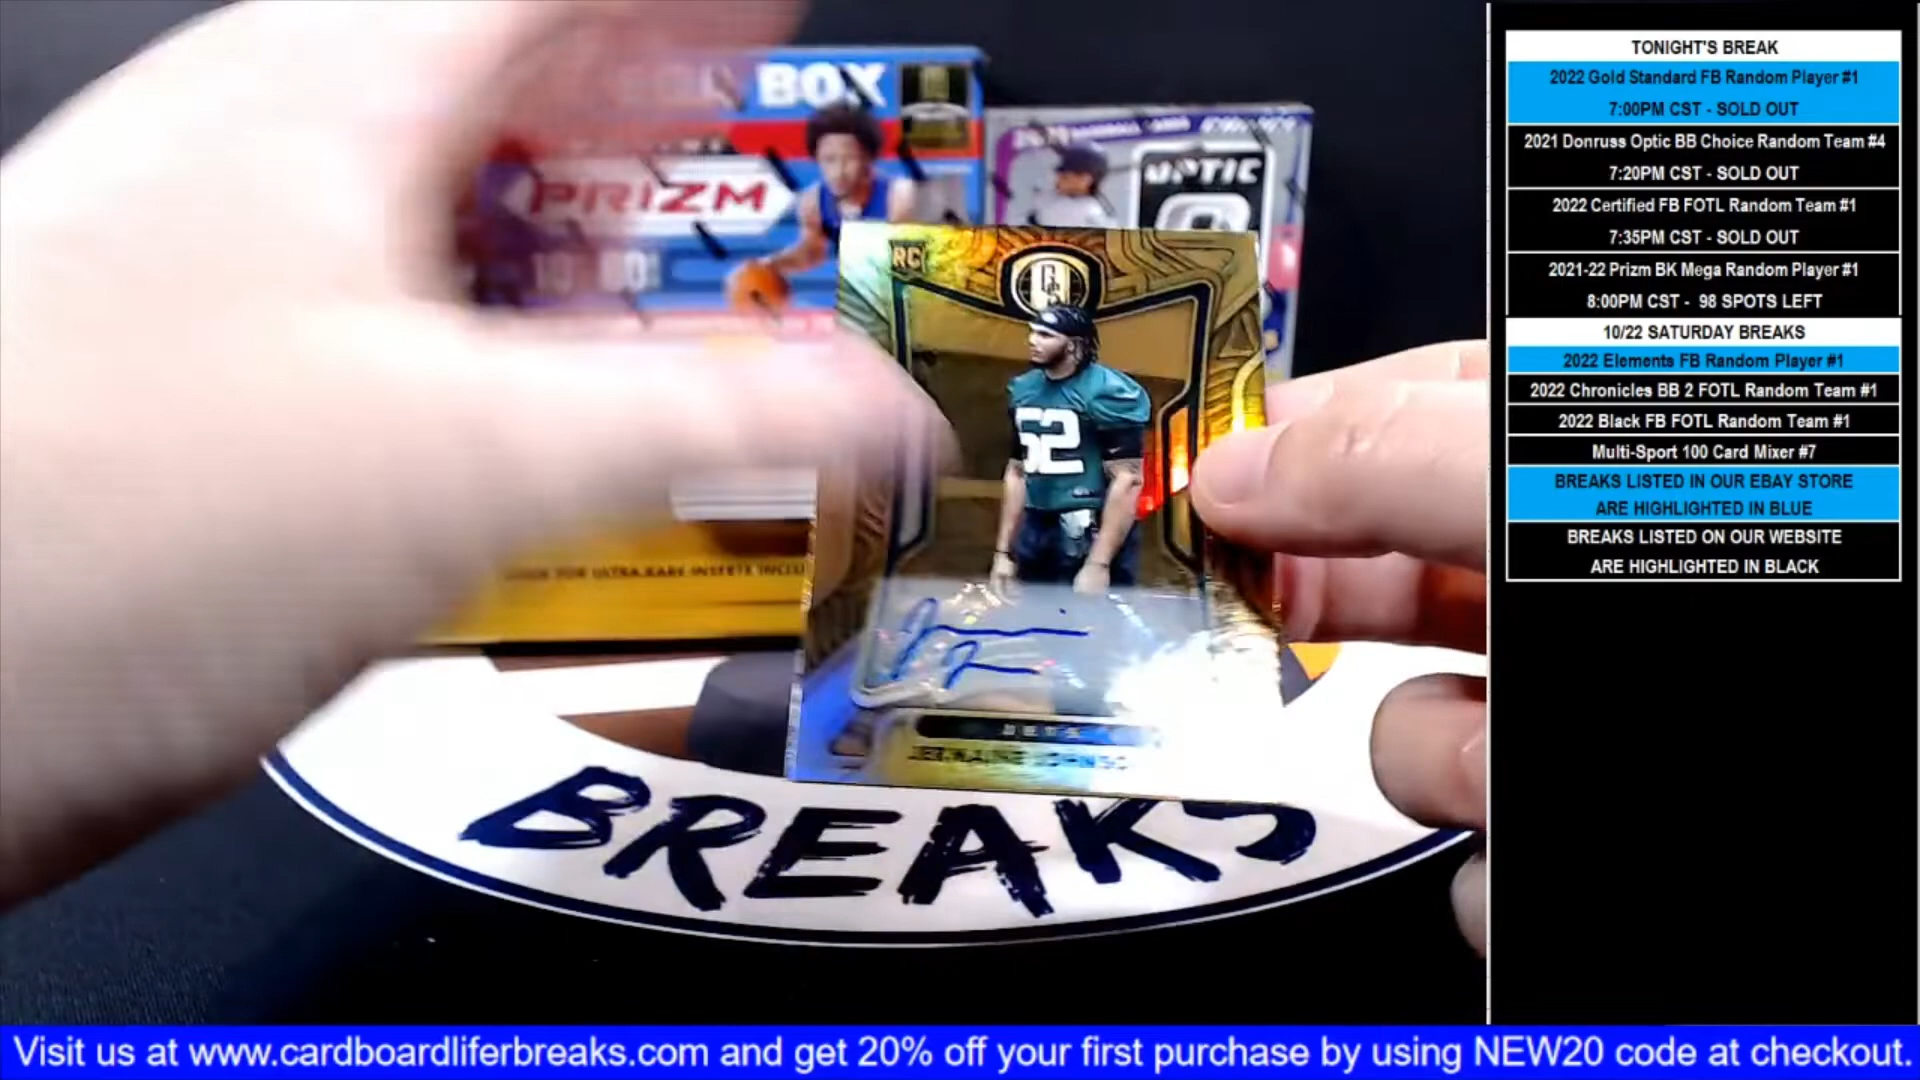 BOX
PRIZM
OPTIC
RC
GS
52
JETS
JERMAINE JOHNSO
BREAKS
TONIGHT'S BREAK
2022 Gold Standard FB Random Player #1
7:00PM CST - SOLD OUT
2021 Donruss Optic BB Choice Random Team #4
7:20PM CST - SOLD OUT
2022 Certified FB FOTL Random Team #1
7:35PM CST - SOLD OUT
2021-22 Prizm BK Mega Random Player #1
8:00PM CST - 98 SPOTS LEFT
10/22 SATURDAY BREAKS
2022 Elements FB Random Player #1
2022 Chronicles BB 2 FOTL Random Team #1
2022 Black FB FOTL Random Team #1
Multi-Sport 100 Card Mixer #7
BREAKS LISTED IN OUR EBAY STORE
ARE HIGHLIGHTED IN BLUE
BREAKS LISTED ON OUR WEBSITE
ARE HIGHLIGHTED IN BLACK
Visit us at www.cardboardliferbreaks.com and get 20% off your first purchase by using NEW20 code at checkout.